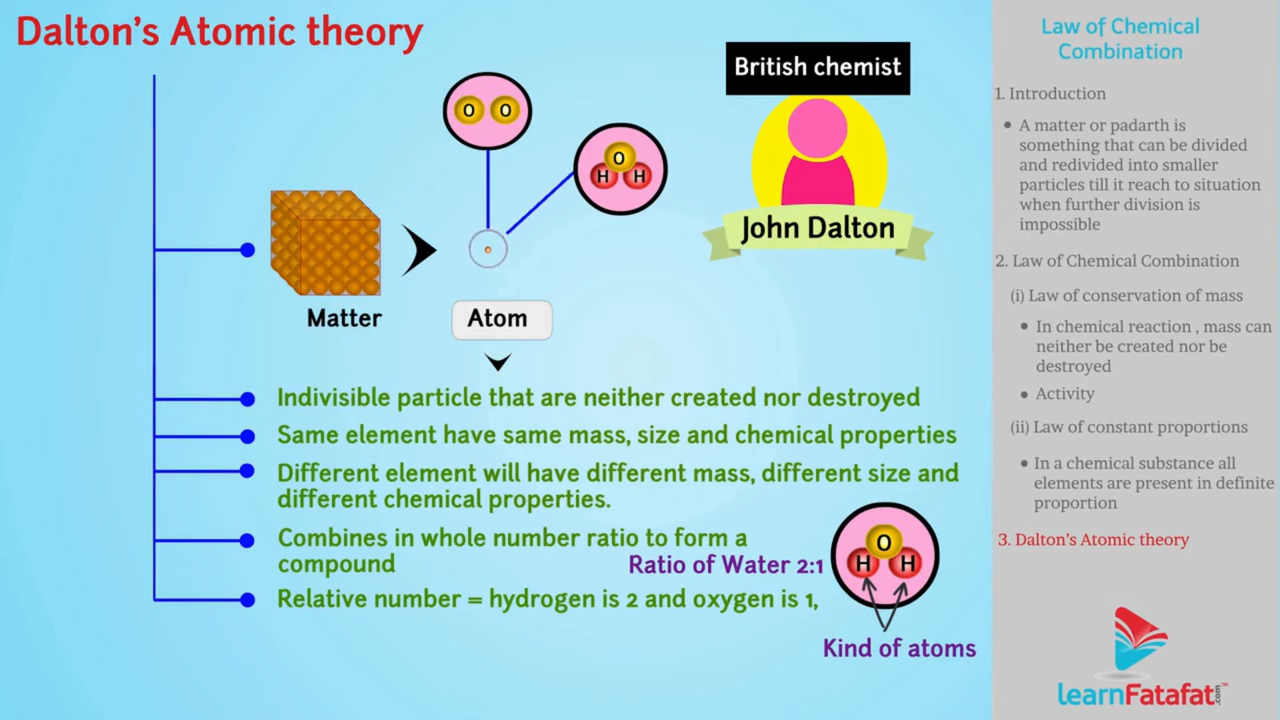 Dalton's Atomic theory
British chemist
John Dalton
O O
O
H H
Matter
Atom
Indivisible particle that are neither created nor destroyed
Same element have same mass, size and chemical properties
Different element will have different mass, different size and
different chemical properties.
Combines in whole number ratio to form a
compound
Ratio of Water 2:1
O
H H
Relative number = hydrogen is 2 and oxygen is 1,
Kind of atoms
Law of Chemical
Combination
1. Introduction
• A matter or padarth is
something that can be divided
and redivided into smaller
particles till it reach to situation
when further division is
impossible
2. Law of Chemical Combination
(i) Law of conservation of mass
• In chemical reaction , mass can
neither be created nor be
destroyed
• Activity
(ii) Law of constant proportions
• In a chemical substance all
elements are present in definite
proportion
3. Dalton's Atomic theory
learnFatafat.com™